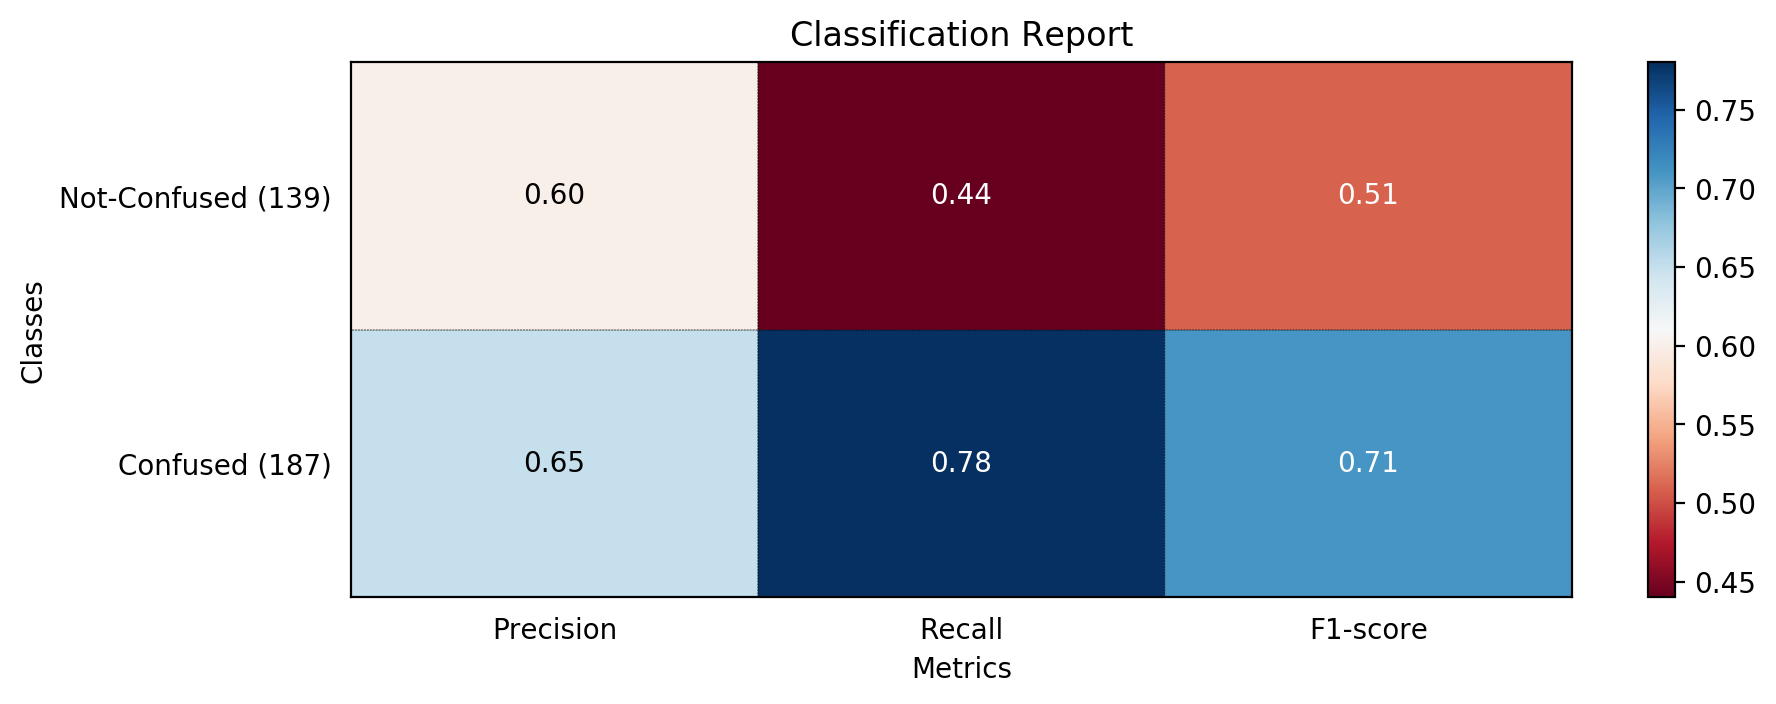 Classification Report
Not-Confused (139)
0.60 0.44 0.51
Confused (187)
0.65 0.78 0.71
Classes
Precision Recall F1-score
Metrics
0.75
0.70
0.65
0.60
0.55
0.50
0.45